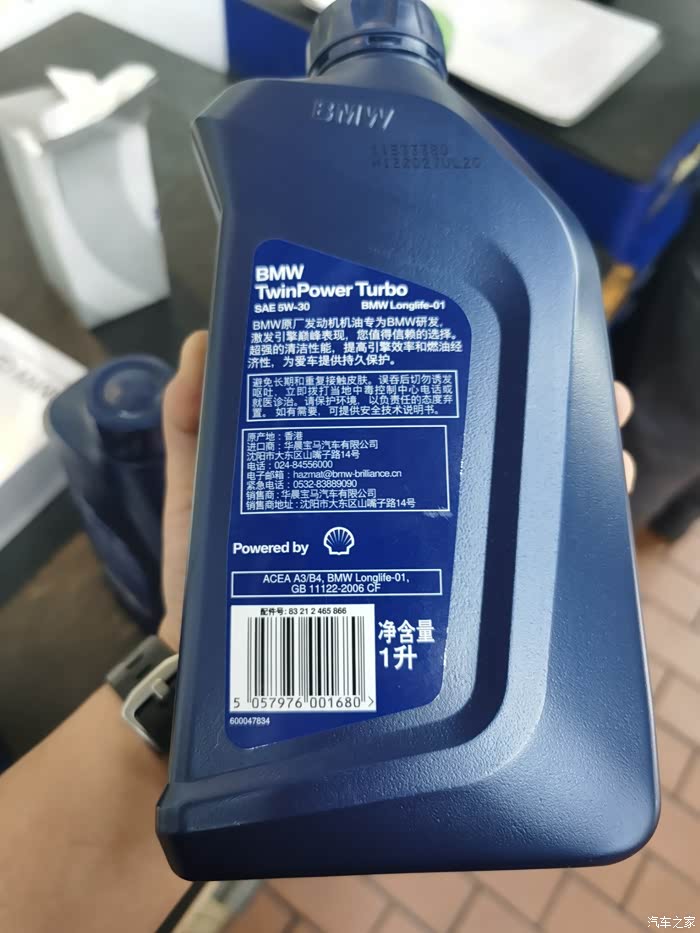 BMW
BMW
TwinPower Turbo
SAE 5W-30 BMW Longlife-01
BMW原厂发动机机油专为BMW研发,
激发引擎巅峰表现,您值得信赖的选择。
超强的清洁性能,提高引擎效率和燃油经
济性,为爱车提供持久保护。
避免长期和重复接触皮肤。误吞后切勿诱发
呕吐,立即拨打当地中毒控制中心电话或
就医诊治。请保护环境,以负责任的态度弃
置。如有需要,可提供安全技术说明书。
原产地:香港
进口商:华晨宝马汽车有限公司
沈阳市大东区山嘴子路14号
电话:024-84556000
电子邮箱:hazmat@bmw-brilliance.cn
紧急电话:0532-83889090
销售商:华晨宝马汽车有限公司
销售商地址:沈阳市大东区山嘴子路14号
Powered by
ACEA A3/B4, BMW Longlife-01,
GB 11122-2006 CF
配件号: 83 21 2 465 866
净含量
1升
5 057976 001680 >
600047834
汽车之家